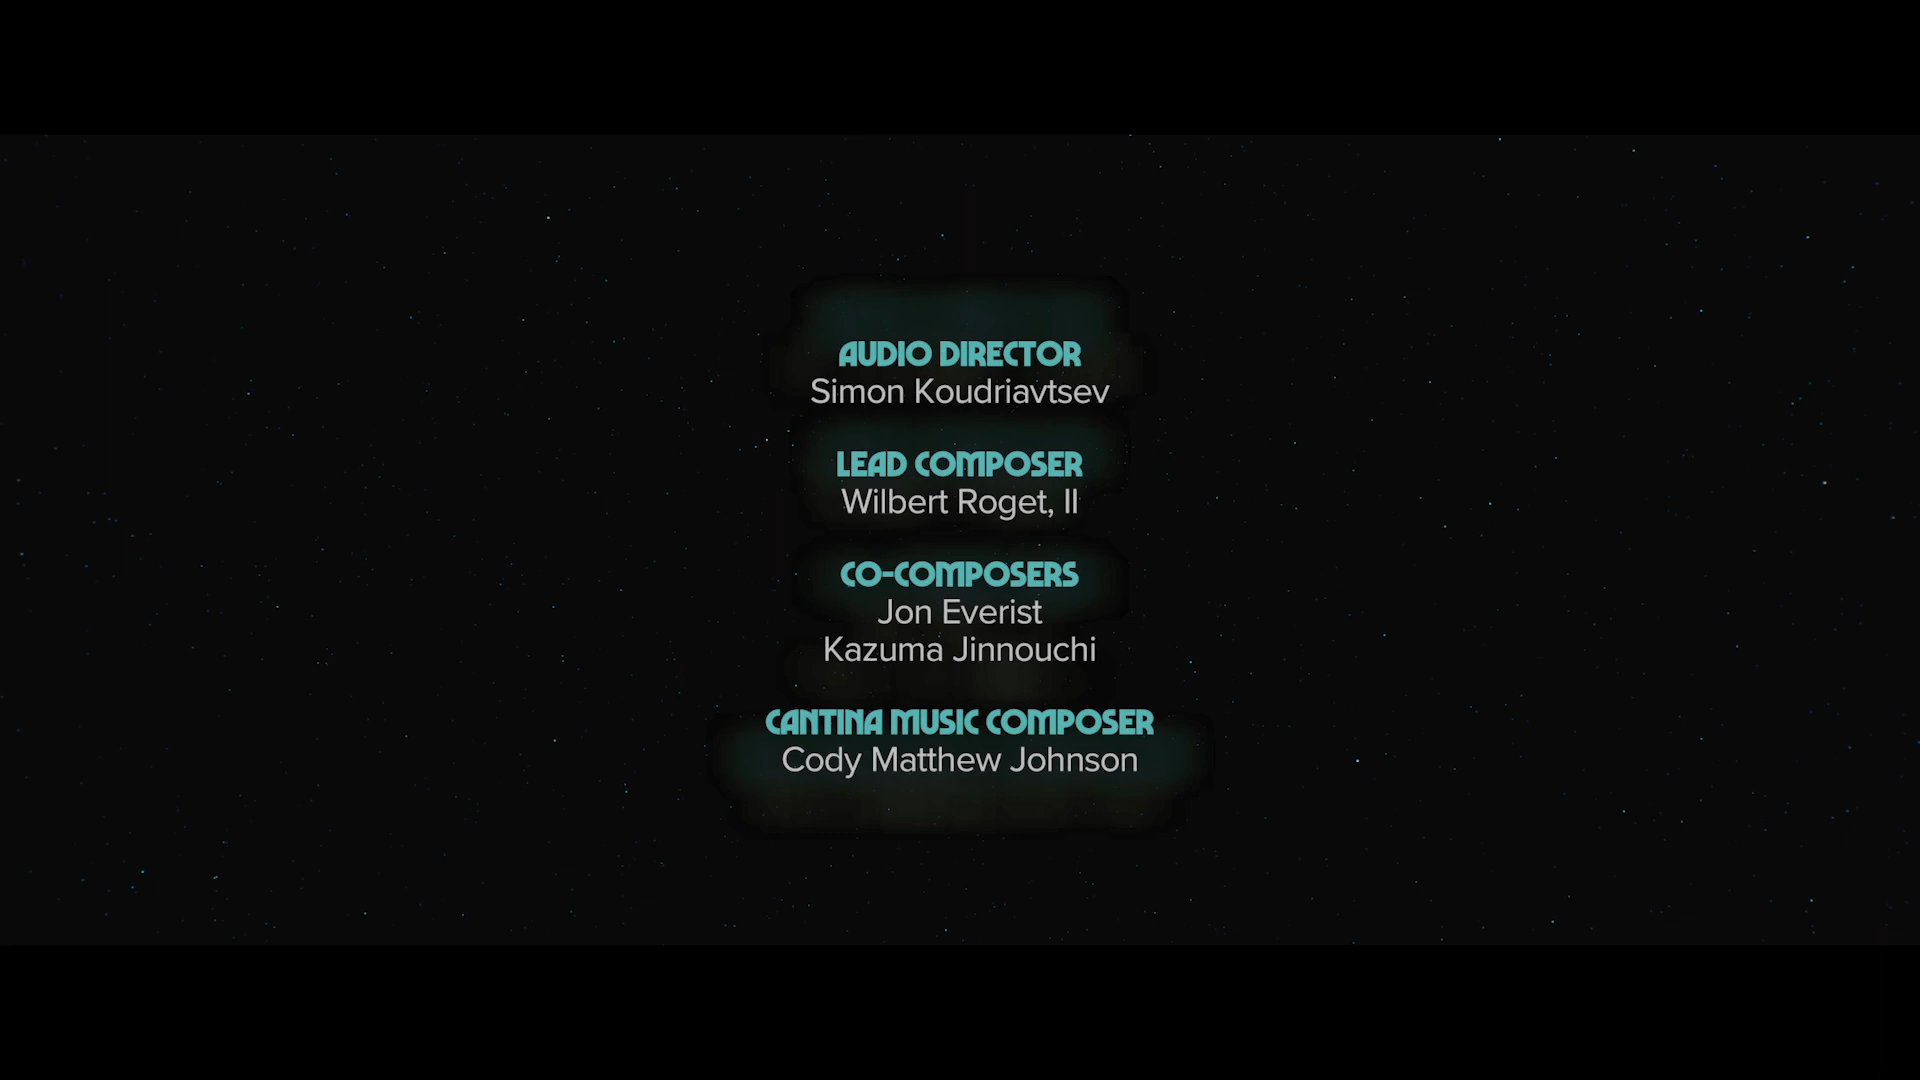 AUDIO DIRECTOR
Simon Koudriavtsev
LEAD COMPOSER
Wilbert Roget, II
CO-COMPOSERS
Jon Everist
Kazuma Jinnouchi
CANTINA MUSIC COMPOSER
Cody Matthew Johnson